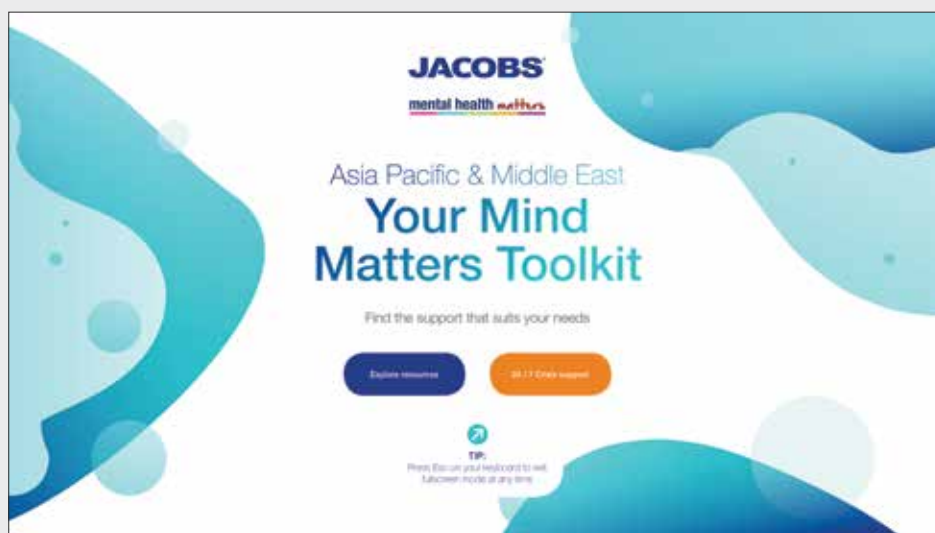 JACOBS
mental health matters
Asia Pacific & Middle East
Your Mind
Matters Toolkit
Find the support that suits your needs
Explore resources
24 / 7 Crisis support
TIP:
Press Esc on your keyboard to exit
fullscreen mode at any time